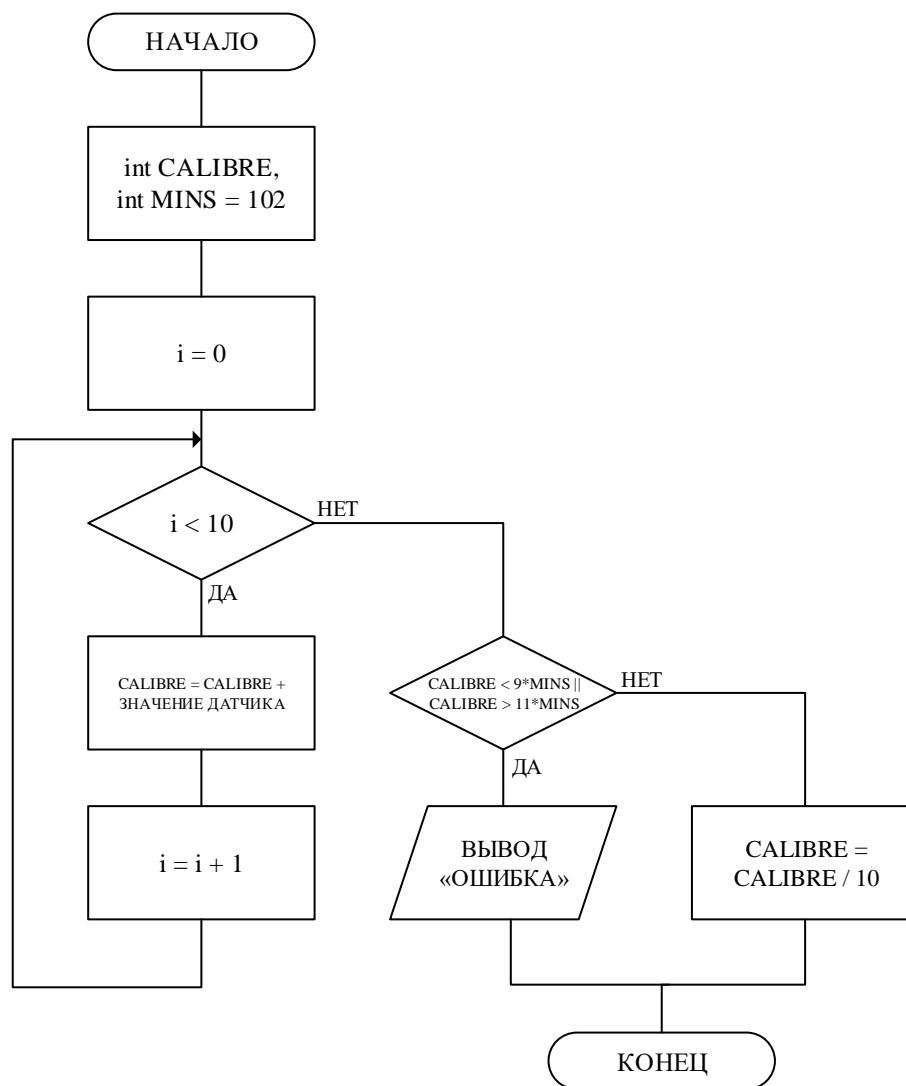 НАЧАЛО
int CALIBRE,
int MINS = 102
i = 0
i < 10
НЕТ
ДА
CALIBRE = CALIBRE +
ЗНАЧЕНИЕ ДАТЧИКА
i = i + 1
CALIBRE < 9*MINS ||
CALIBRE > 11*MINS
НЕТ
ДА
ВЫВОД
«ОШИБКА»
CALIBRE =
CALIBRE / 10
КОНЕЦ